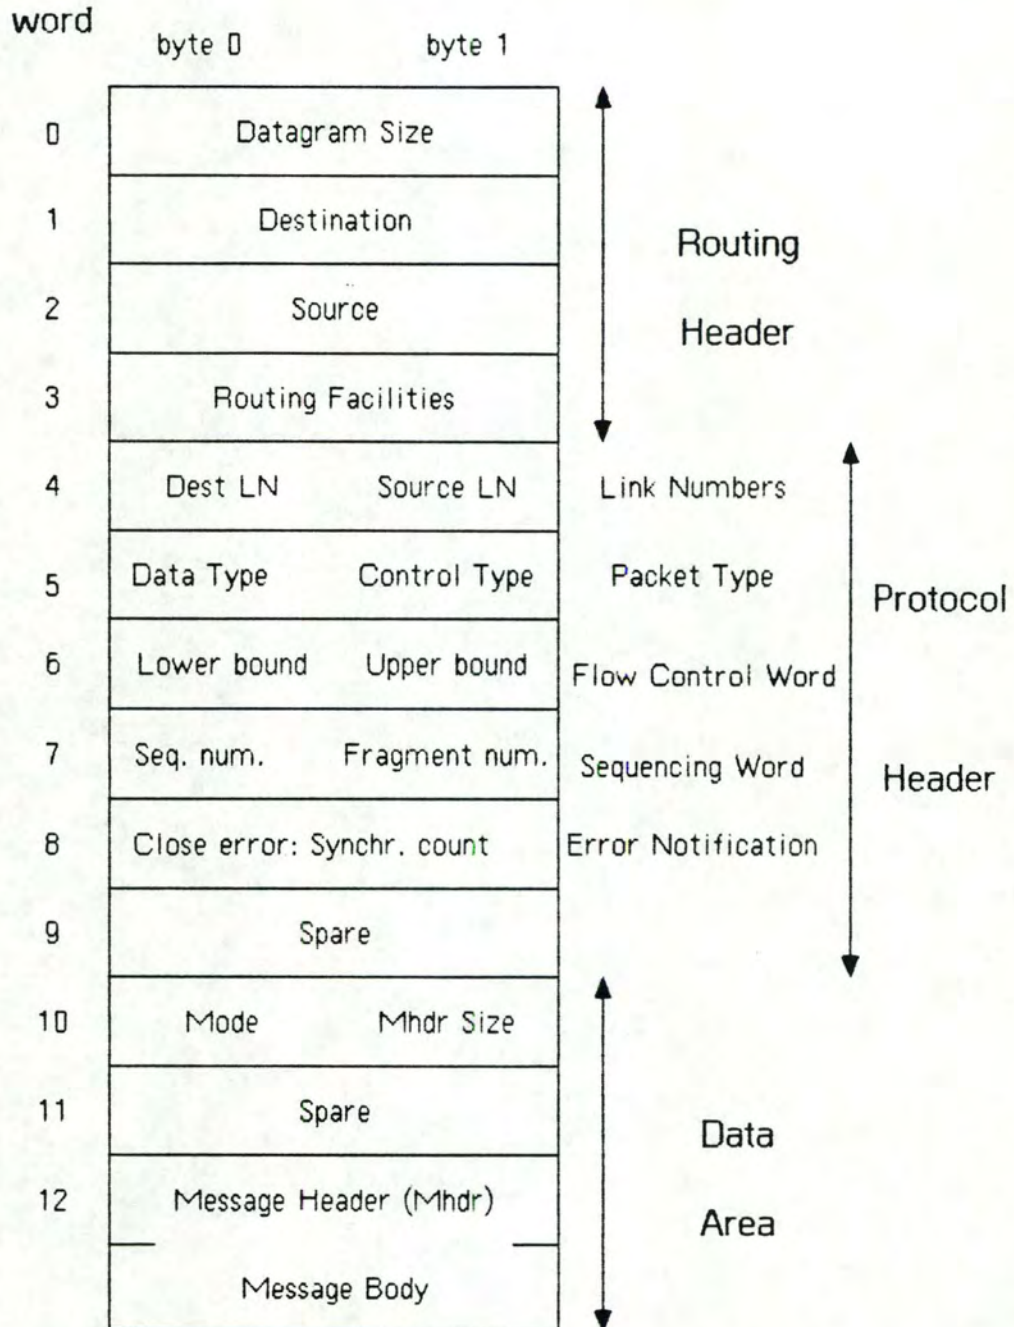 word
byte 0 byte 1
0 Datagram Size
1 Destination
Routing
2 Source
Header
3 Routing Facilities
4 Dest LN Source LN Link Numbers
5 Data Type Control Type Packet Type
Protocol
6 Lower bound Upper bound Flow Control Word
7 Seq. num. Fragment num. Sequencing Word
Header
8 Close error: Synchr. count Error Notification
9 Spare
10 Mode Mhdr Size
11 Spare
Data
12 Message Header (Mhdr)
Area
Message Body